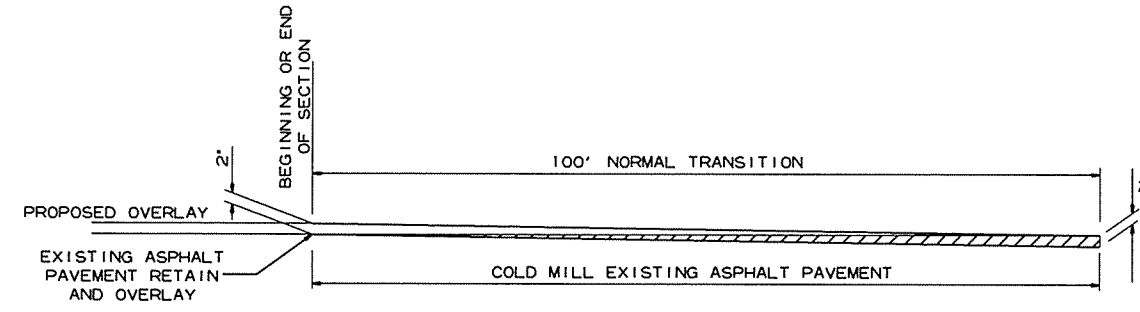 BEGINNING OR END
OF SECTION
2"
100' NORMAL TRANSITION
PROPOSED OVERLAY
EXISTING ASPHALT
PAVEMENT RETAIN
AND OVERLAY
COLD MILL EXISTING ASPHALT PAVEMENT